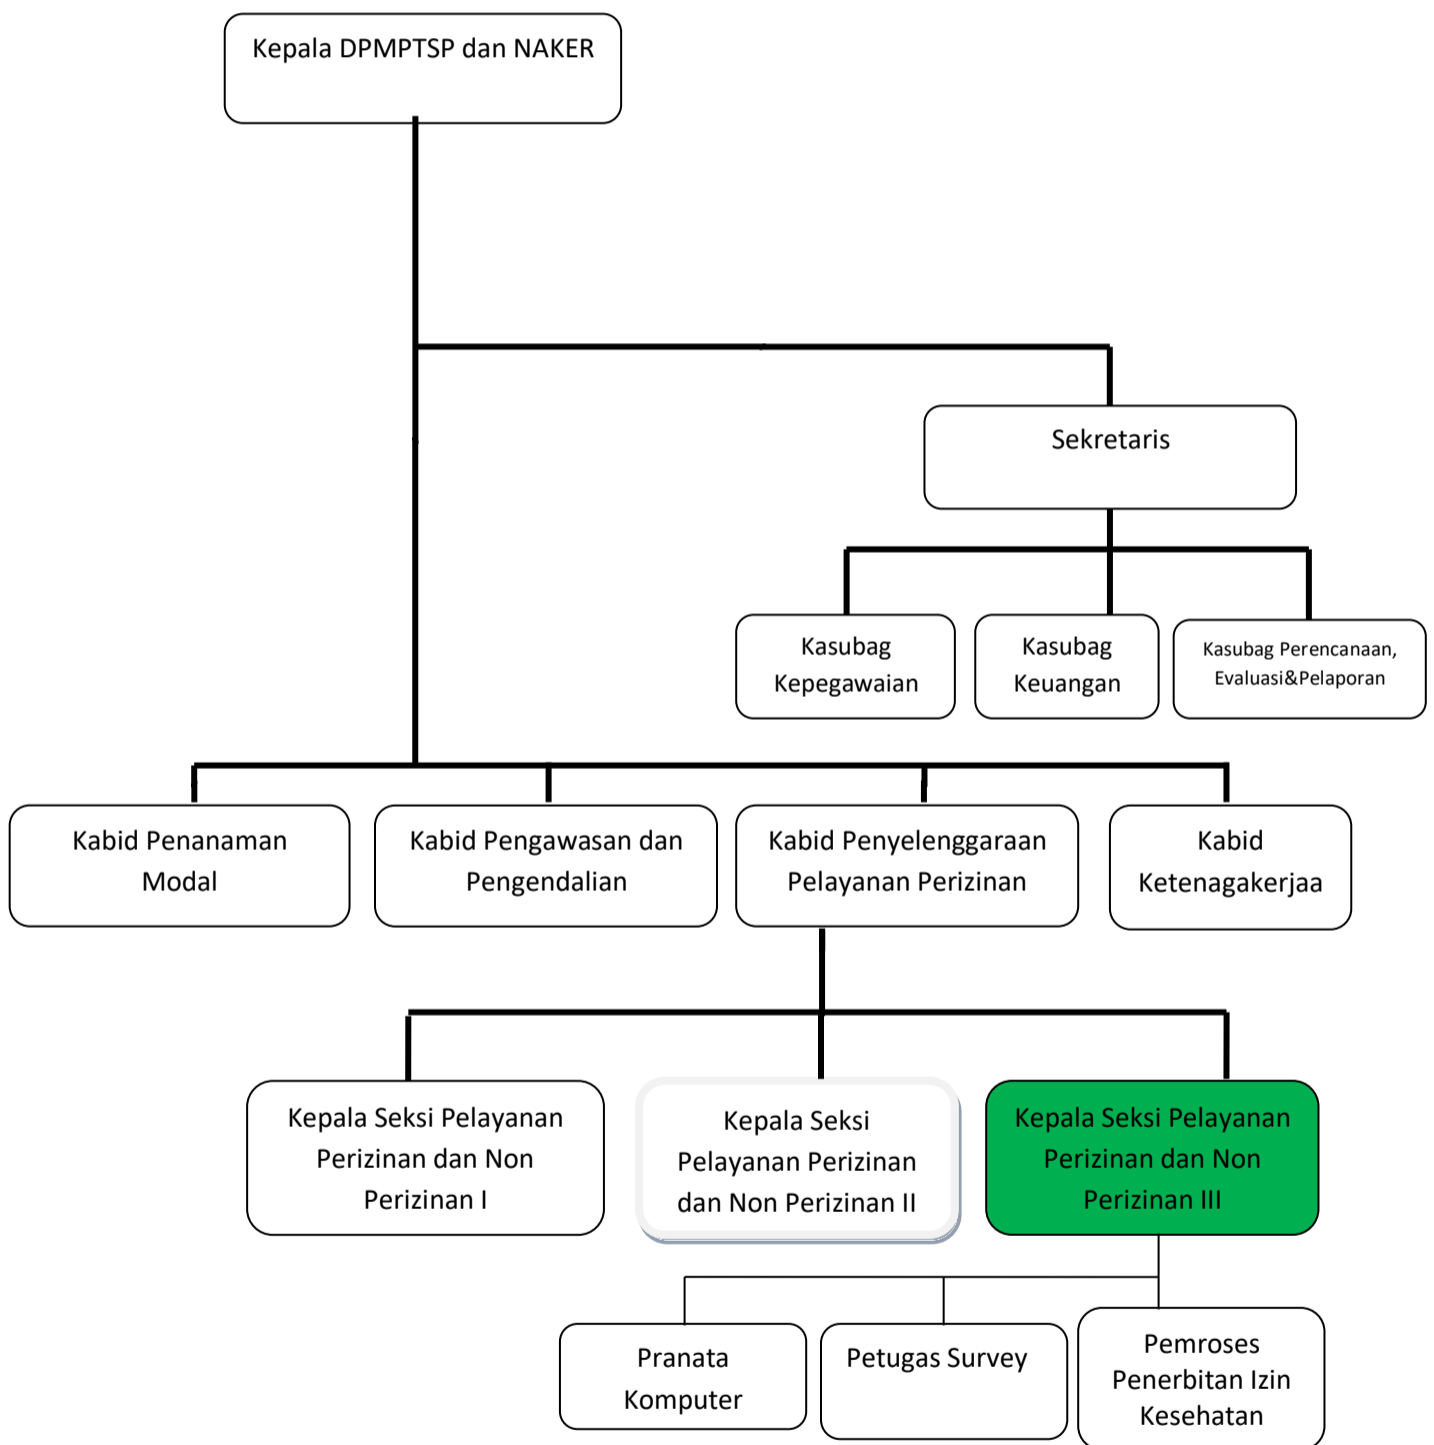 Kepala DPMPTSP dan NAKER
Sekretaris
Kasubag
Kepegawaian
Kasubag
Keuangan
Kasubag Perencanaan,
Evaluasi&Pelaporan
Kabid Penanaman
Modal
Kabid Pengawasan dan
Pengendalian
Kabid Penyelenggaraan
Pelayanan Perizinan
Kabid
Ketenagakerjaa
Kepala Seksi Pelayanan
Perizinan dan Non
Perizinan I
Kepala Seksi
Pelayanan Perizinan
dan Non Perizinan II
Kepala Seksi Pelayanan
Perizinan dan Non
Perizinan III
Pranata
Komputer
Petugas Survey
Pemroses
Penerbitan Izin
Kesehatan